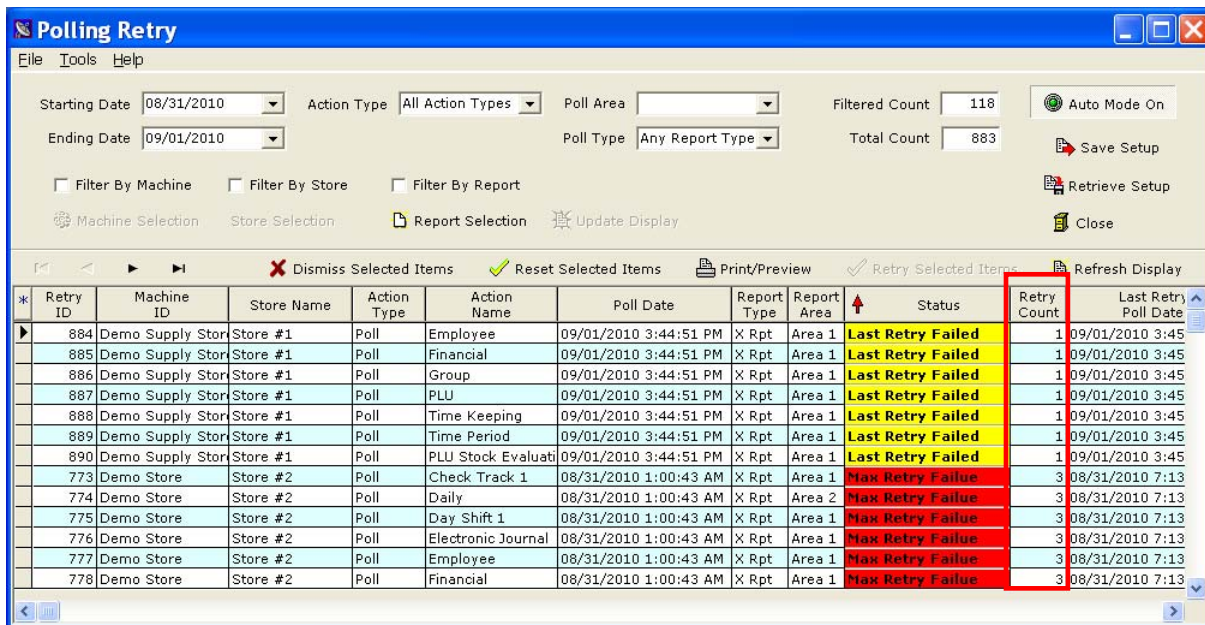 Polling Retry
File Tools Help
Starting Date 08/31/2010 Action Type All Action Types Poll Area Filtered Count 118 Auto Mode On
Ending Date 09/01/2010 Poll Type Any Report Type Total Count 883 Save Setup
Filter By Machine Filter By Store Filter By Report Retrieve Setup
Machine Selection Store Selection Report Selection Update Display Close
Dismiss Selected Items Reset Selected Items Print/Preview Retry Selected Items Refresh Display
* Retry ID Machine ID Store Name Action Type Action Name Poll Date Report Type Report Area Status Retry Count Last Retry Poll Date
884 Demo Supply Stor Store #1 Poll Employee 09/01/2010 3:44:51 PM X Rpt Area 1 Last Retry Failed 1 09/01/2010 3:45
885 Demo Supply Stor Store #1 Poll Financial 09/01/2010 3:44:51 PM X Rpt Area 1 Last Retry Failed 1 09/01/2010 3:45
886 Demo Supply Stor Store #1 Poll Group 09/01/2010 3:44:51 PM X Rpt Area 1 Last Retry Failed 1 09/01/2010 3:45
887 Demo Supply Stor Store #1 Poll PLU 09/01/2010 3:44:51 PM X Rpt Area 1 Last Retry Failed 1 09/01/2010 3:45
888 Demo Supply Stor Store #1 Poll Time Keeping 09/01/2010 3:44:51 PM X Rpt Area 1 Last Retry Failed 1 09/01/2010 3:45
889 Demo Supply Stor Store #1 Poll Time Period 09/01/2010 3:44:51 PM X Rpt Area 1 Last Retry Failed 1 09/01/2010 3:45
890 Demo Supply Stor Store #1 Poll PLU Stock Evaluati 09/01/2010 3:44:51 PM X Rpt Area 1 Last Retry Failed 1 09/01/2010 3:45
773 Demo Store Store #2 Poll Check Track 1 08/31/2010 1:00:43 AM X Rpt Area 1 Max Retry Failue 3 08/31/2010 7:13
774 Demo Store Store #2 Poll Daily 08/31/2010 1:00:43 AM X Rpt Area 2 Max Retry Failue 3 08/31/2010 7:13
775 Demo Store Store #2 Poll Day Shift 1 08/31/2010 1:00:43 AM X Rpt Area 1 Max Retry Failue 3 08/31/2010 7:13
776 Demo Store Store #2 Poll Electronic Journal 08/31/2010 1:00:43 AM X Rpt Area 1 Max Retry Failue 3 08/31/2010 7:13
777 Demo Store Store #2 Poll Employee 08/31/2010 1:00:43 AM X Rpt Area 1 Max Retry Failue 3 08/31/2010 7:13
778 Demo Store Store #2 Poll Financial 08/31/2010 1:00:43 AM X Rpt Area 1 Max Retry Failue 3 08/31/2010 7:13